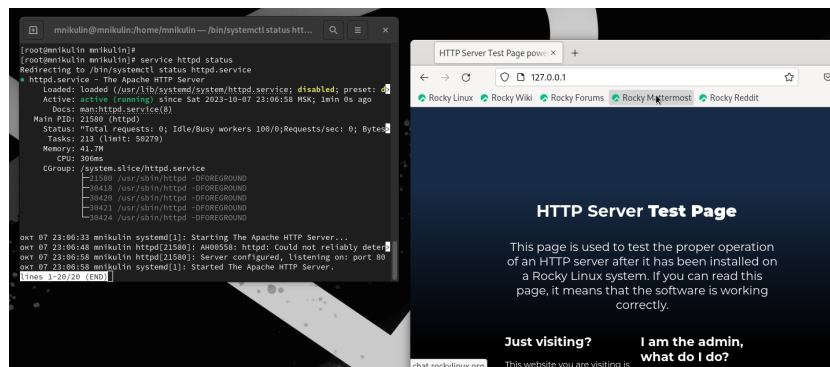 mnikulin@mnikulin:/home/mnikulin — /bin/systemctl status htt...
[root@mnikulin mnikulin]#
[root@mnikulin mnikulin]# service httpd status
Redirecting to /bin/systemctl status httpd.service
● httpd.service - The Apache HTTP Server
Loaded: loaded (/usr/lib/systemd/system/httpd.service; disabled; preset: d>
Active: active (running) since Sat 2023-10-07 23:06:58 MSK; 1min 0s ago
Docs: man:httpd.service(8)
Main PID: 21580 (httpd)
Status: "Total requests: 0; Idle/Busy workers 100/0;Requests/sec: 0; Bytes>
Tasks: 213 (limit: 50279)
Memory: 41.7M
CPU: 306ms
CGroup: /system.slice/httpd.service
├─21580 /usr/sbin/httpd -DFOREGROUND
├─30418 /usr/sbin/httpd -DFOREGROUND
├─30420 /usr/sbin/httpd -DFOREGROUND
├─30421 /usr/sbin/httpd -DFOREGROUND
└─30424 /usr/sbin/httpd -DFOREGROUND
окт 07 23:06:33 mnikulin systemd[1]: Starting The Apache HTTP Server...
окт 07 23:06:48 mnikulin httpd[21580]: AH00558: httpd: Could not reliably deter>
окт 07 23:06:58 mnikulin httpd[21580]: Server configured, listening on: port 80
окт 07 23:06:58 mnikulin systemd[1]: Started The Apache HTTP Server.
lines 1-20/20 (END)
HTTP Server Test Page powe
127.0.0.1
Rocky Linux Rocky Wiki Rocky Forums Rocky Mattermost Rocky Reddit
HTTP Server Test Page
This page is used to test the proper operation
of an HTTP server after it has been installed on
a Rocky Linux system. If you can read this
page, it means that the software is working
correctly.
Just visiting?
This website you are visiting is
I am the admin,
what do I do?
chat.rockylinux.org